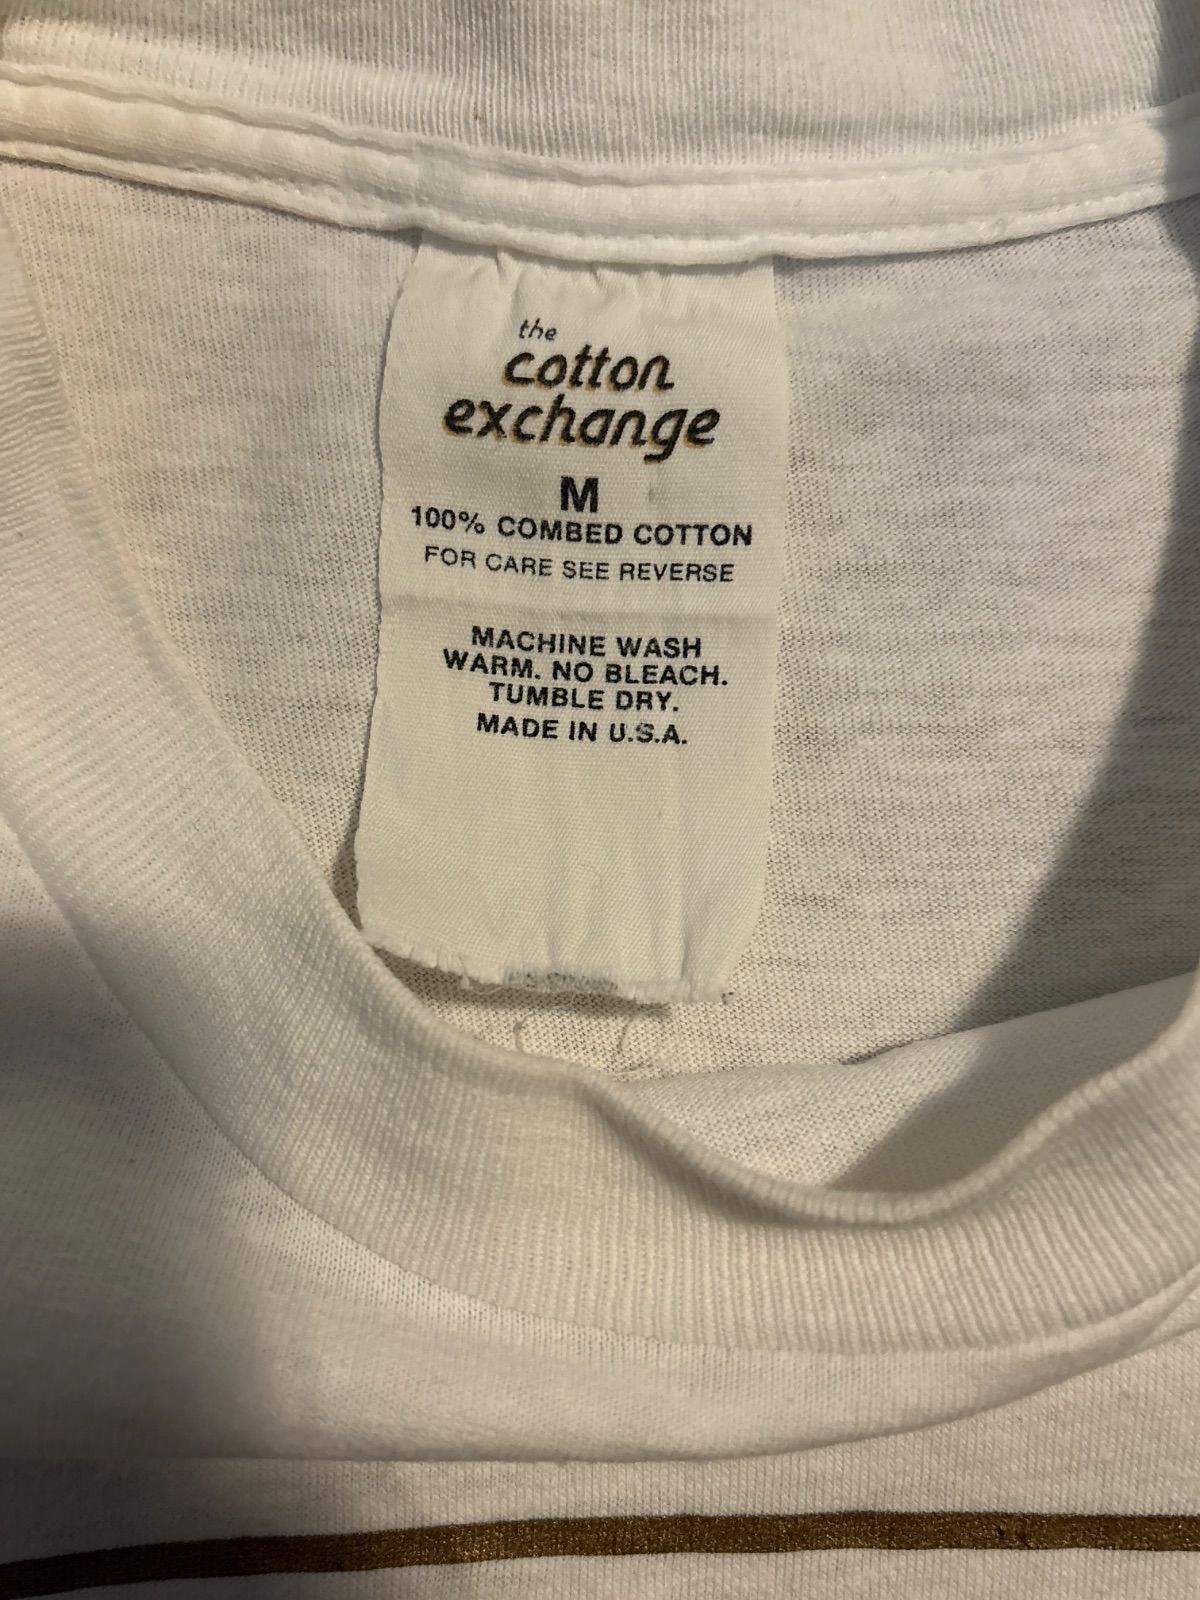 the
cotton
exchange
M
100% COMBED COTTON
FOR CARE SEE REVERSE
MACHINE WASH
WARM. NO BLEACH.
TUMBLE DRY.
MADE IN U.S.A.